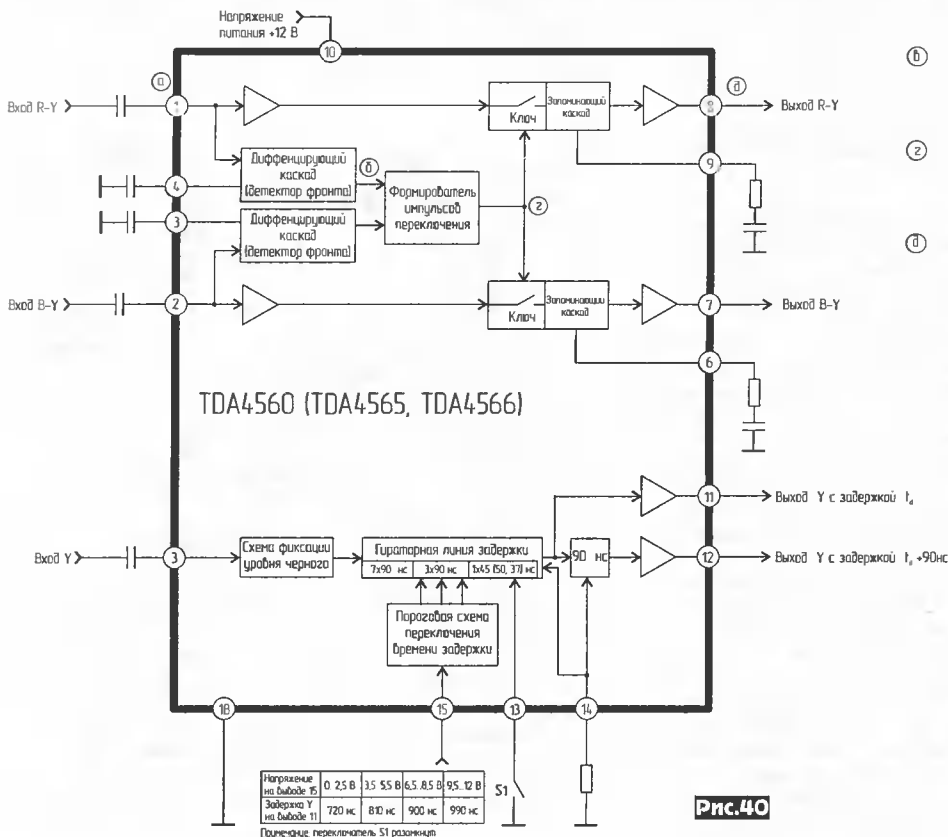 Напряжение
питания +12 В
10
а
в
Вход R-Y
1
Ключ
Запоминающий
каскад
д
8
Выход R-Y
9
г
4
Диффенцирующий
каскад
(детектор фронта)
б
Формирователь
импульсов
переключения
г
3
Диффенцирующий
каскад
(детектор фронта)
д
Вход B-Y
2
Ключ
Запоминающий
каскад
7
Выход B-Y
6
TDA4560 (TDA4565, TDA4566)
11
Выход Y с задержкой t
Вход Y
3
Схема фиксации
уровня черного
Гираторная линия задержки
7x90 нс
3x90 нс
1x45 (50, 37) нс
90 нс
12
Выход Y с задержкой t +90нс
Пороговая схема
переключения
времени задержки
18
15
13
14
Напряжение
на выводе 15
0. 2,5 В
3,5 5,5 В
6,5...8,5 В
9,5...12 В
Задержка Y
на выводе 11
720 нс
810 нс
900 нс
990 нс
S1
Примечание переключатель S1 разомкнут
Рис.40